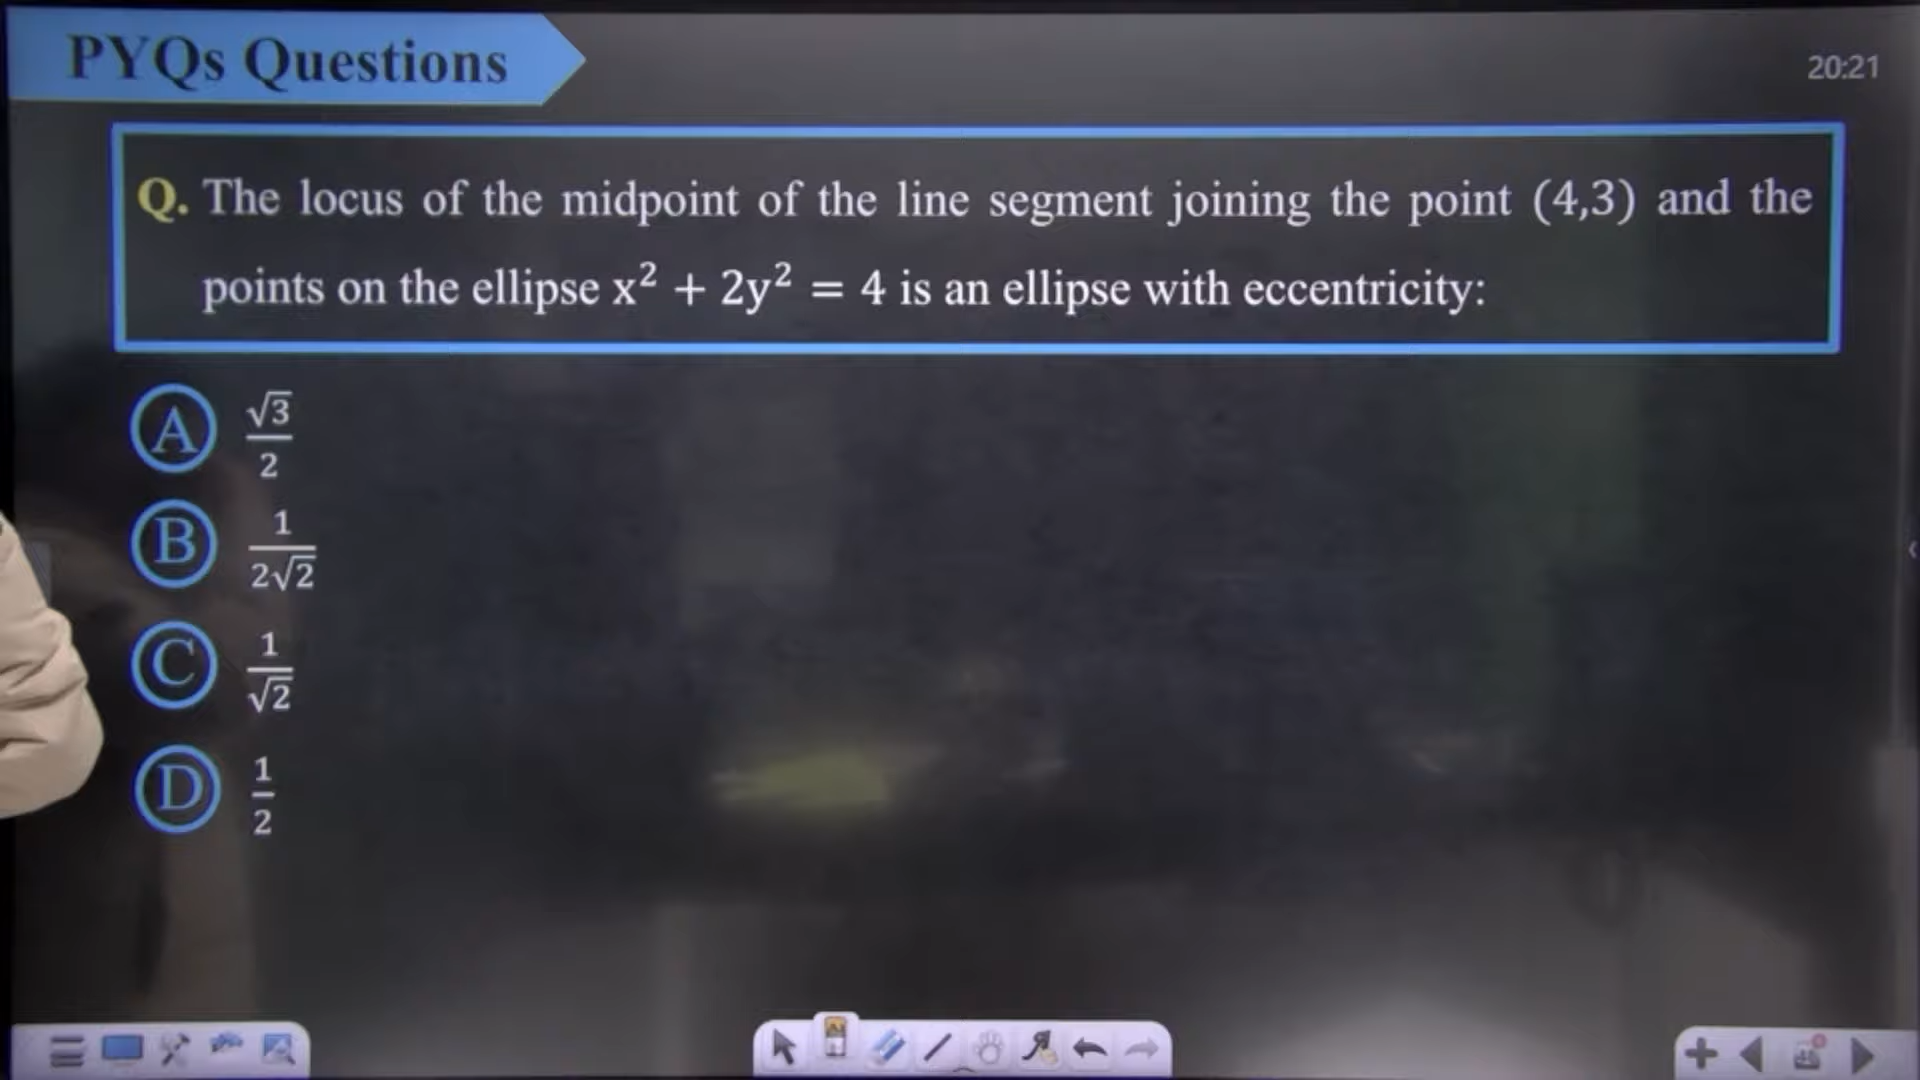 PYQs Questions
20:21
Q. The locus of the midpoint of the line segment joining the point (4,3) and the
points on the ellipse x² + 2y² = 4 is an ellipse with eccentricity:
A √3/2
B 1/(2√2)
C 1/√2
D 1/2